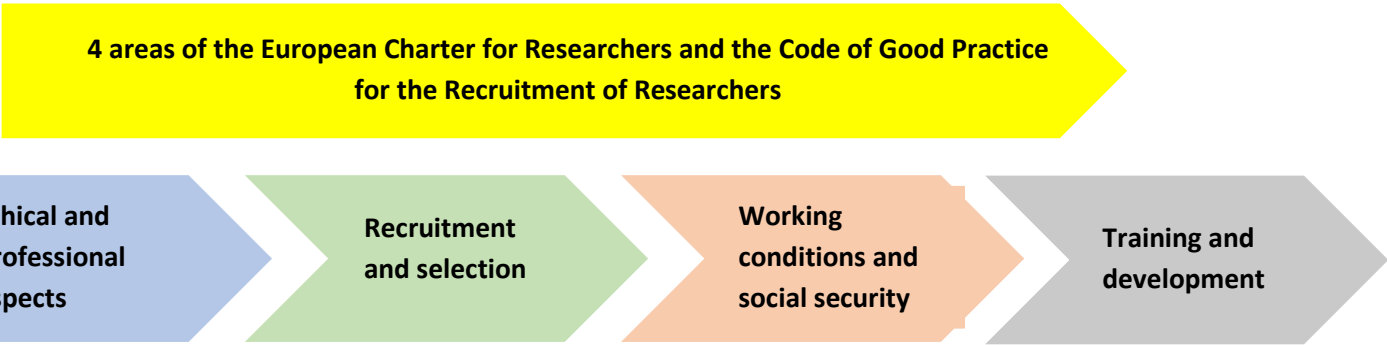 4 areas of the European Charter for Researchers and the Code of Good Practice
for the Recruitment of Researchers
hical and
rofessional
spects
Recruitment
and selection
Working
conditions and
social security
Training and
development